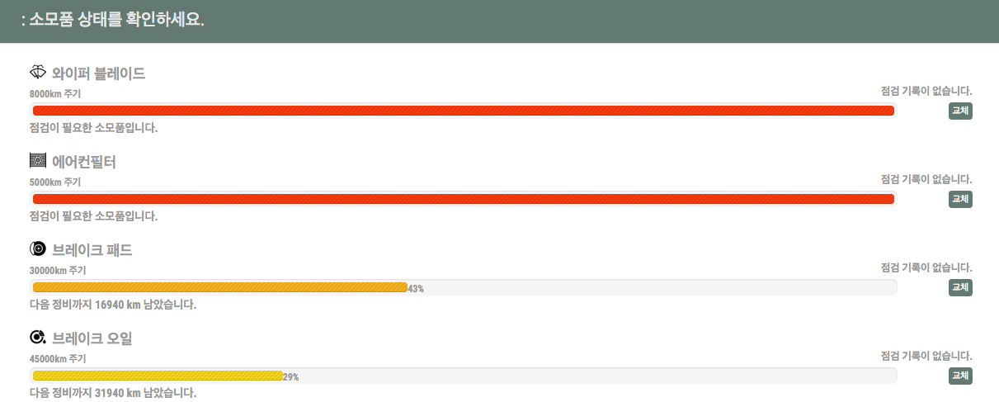 : 소모품 상태를 확인하세요.
와이퍼 블레이드
8000km 주기
점검 기록이 없습니다.
교체
점검이 필요한 소모품입니다.
에어컨필터
5000km 주기
점검 기록이 없습니다.
교체
점검이 필요한 소모품입니다.
브레이크 패드
30000km 주기
점검 기록이 없습니다.
43%
교체
다음 정비까지 16940 km 남았습니다.
브레이크 오일
45000km 주기
점검 기록이 없습니다.
29%
교체
다음 정비까지 31940 km 남았습니다.